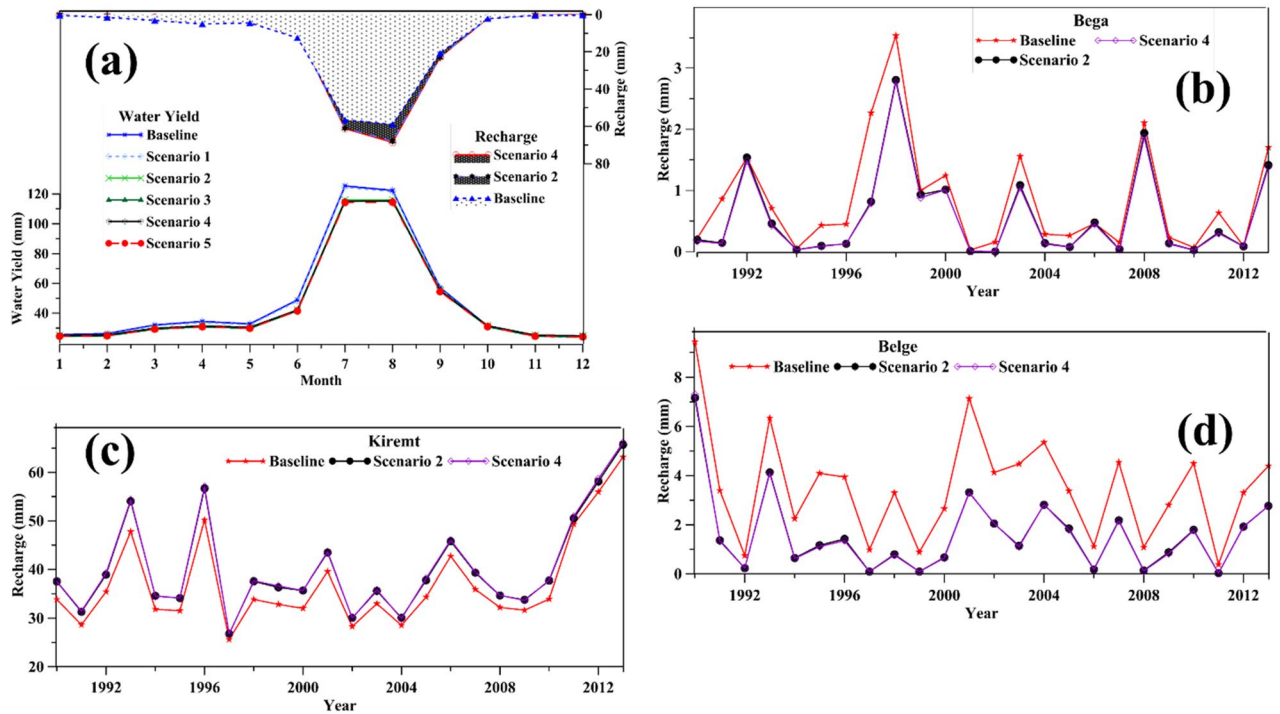 (a)
0
20
40
60
80
Recharge (mm)
Water Yield
Baseline
Scenario 1
Scenario 2
Scenario 3
Scenario 4
Scenario 5
Recharge
Scenario 4
Scenario 2
Baseline
120
100
80
60
40
Water Yield (mm)
1 2 3 4 5 6 7 8 9 10 11 12
Month
(b)
Bega
Baseline Scenario 4
Scenario 2
3
2
1
0
Recharge (mm)
1992 1996 2000 2004 2008 2012
Year
(c)
Kiremt
Baseline Scenario 2 Scenario 4
60
50
40
30
20
Recharge (mm)
1992 1996 2000 2004 2008 2012
Year
(d)
Belge
Baseline Scenario 2 Scenario 4
8
6
4
2
0
Recharge (mm)
1992 1996 2000 2004 2008 2012
Year